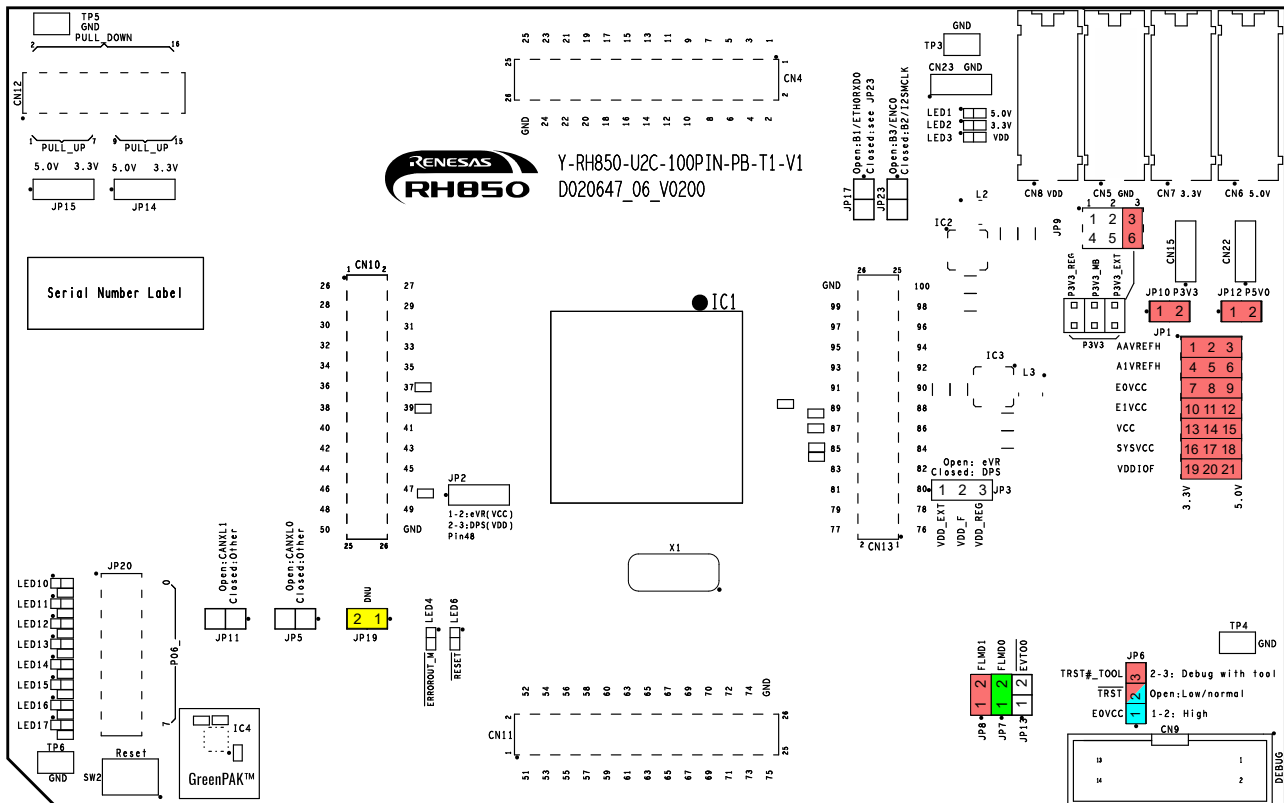 TP5
GND
PULL_DOWN
2 16
CN12
1 7 9 15
PULL_UP PULL_UP
5.0V 3.3V 5.0V 3.3V
JP15 JP14
Serial Number Label
25 23 21 19 17 15 13 11 9 7 5 3 1
25 1
CN4
26 2
GND 24 22 20 18 16 14 12 10 8 6 4 2
RENESAS
RH850
Y-RH850-U2C-100PIN-PB-T1-V1
D020647_06_V0200
GND
TP3
CN23 GND
LED1 5.0V
LED2 3.3V
LED3 VDD
Open:B1/ETH0RXD0
Closed:see JP23
JP17
Open:B3/ENC0
Closed:B2/I2SMCLK
JP23
CN8 VDD CN5 GND CN7 3.3V CN6 5.0V
L2
IC2
JP9
1 2 3
1 2 3
4 5 6
P3V3_REG
P3V3_MB
P3V3_EXT
P3V3
CN15
CN22
JP10 P3V3 JP12 P5V0
1 2 1 2
JP1
AAVREFH 1 2 3
A1VREFH 4 5 6
E0VCC 7 8 9
E1VCC 10 11 12
VCC 13 14 15
SYSVCC 16 17 18
VDDIOF 19 20 21
3.3V 5.0V
CN10
1 2
26 27
28 29
30 31
32 33
34 35
36 37
38 39
40 41
42 43
44 45
46 47
48 49
50 GND
25 26
IC1
26 25
GND 100
99 98
97 96
95 94
93 92
91 90
89 88
87 86
85 84
83 82
81 80
79 78
77 76
2 CN13 1
IC3
L3
Open: eVR
Closed: DPS
1 2 3 JP3
VDD_EXT
VDD_F
VDD_REG
JP2
1-2:eVR(VCC)
2-3:DPS(VDD)
Pin48
X1
LED10
LED11
LED12
LED13
LED14
LED15
LED16
LED17
JP20
0
P06_
7
Open:CANXL1
Closed:Other
JP11
Open:CANXL0
Closed:Other
JP5
DNU
2 1
JP19
LED4
ERROROUT_M
LED6
RESET
TP6
GND
Reset
SW2
IC4
GreenPAK™
52 54 56 58 60 62 64 66 68 70 72 74 GND
2 26
CN11
1 25
51 53 55 57 59 61 63 65 67 69 71 73 75
FLMD1
1 2
JP8
FLMD0
1 2
JP7
EVTO0
1 2
JP13
TP4
GND
JP6
TRST#_TOOL 3 2-3: Debug with tool
TRST 2 Open:Low/normal
E0VCC 1 1-2: High
CN9
13 1
14 2
DEBUG